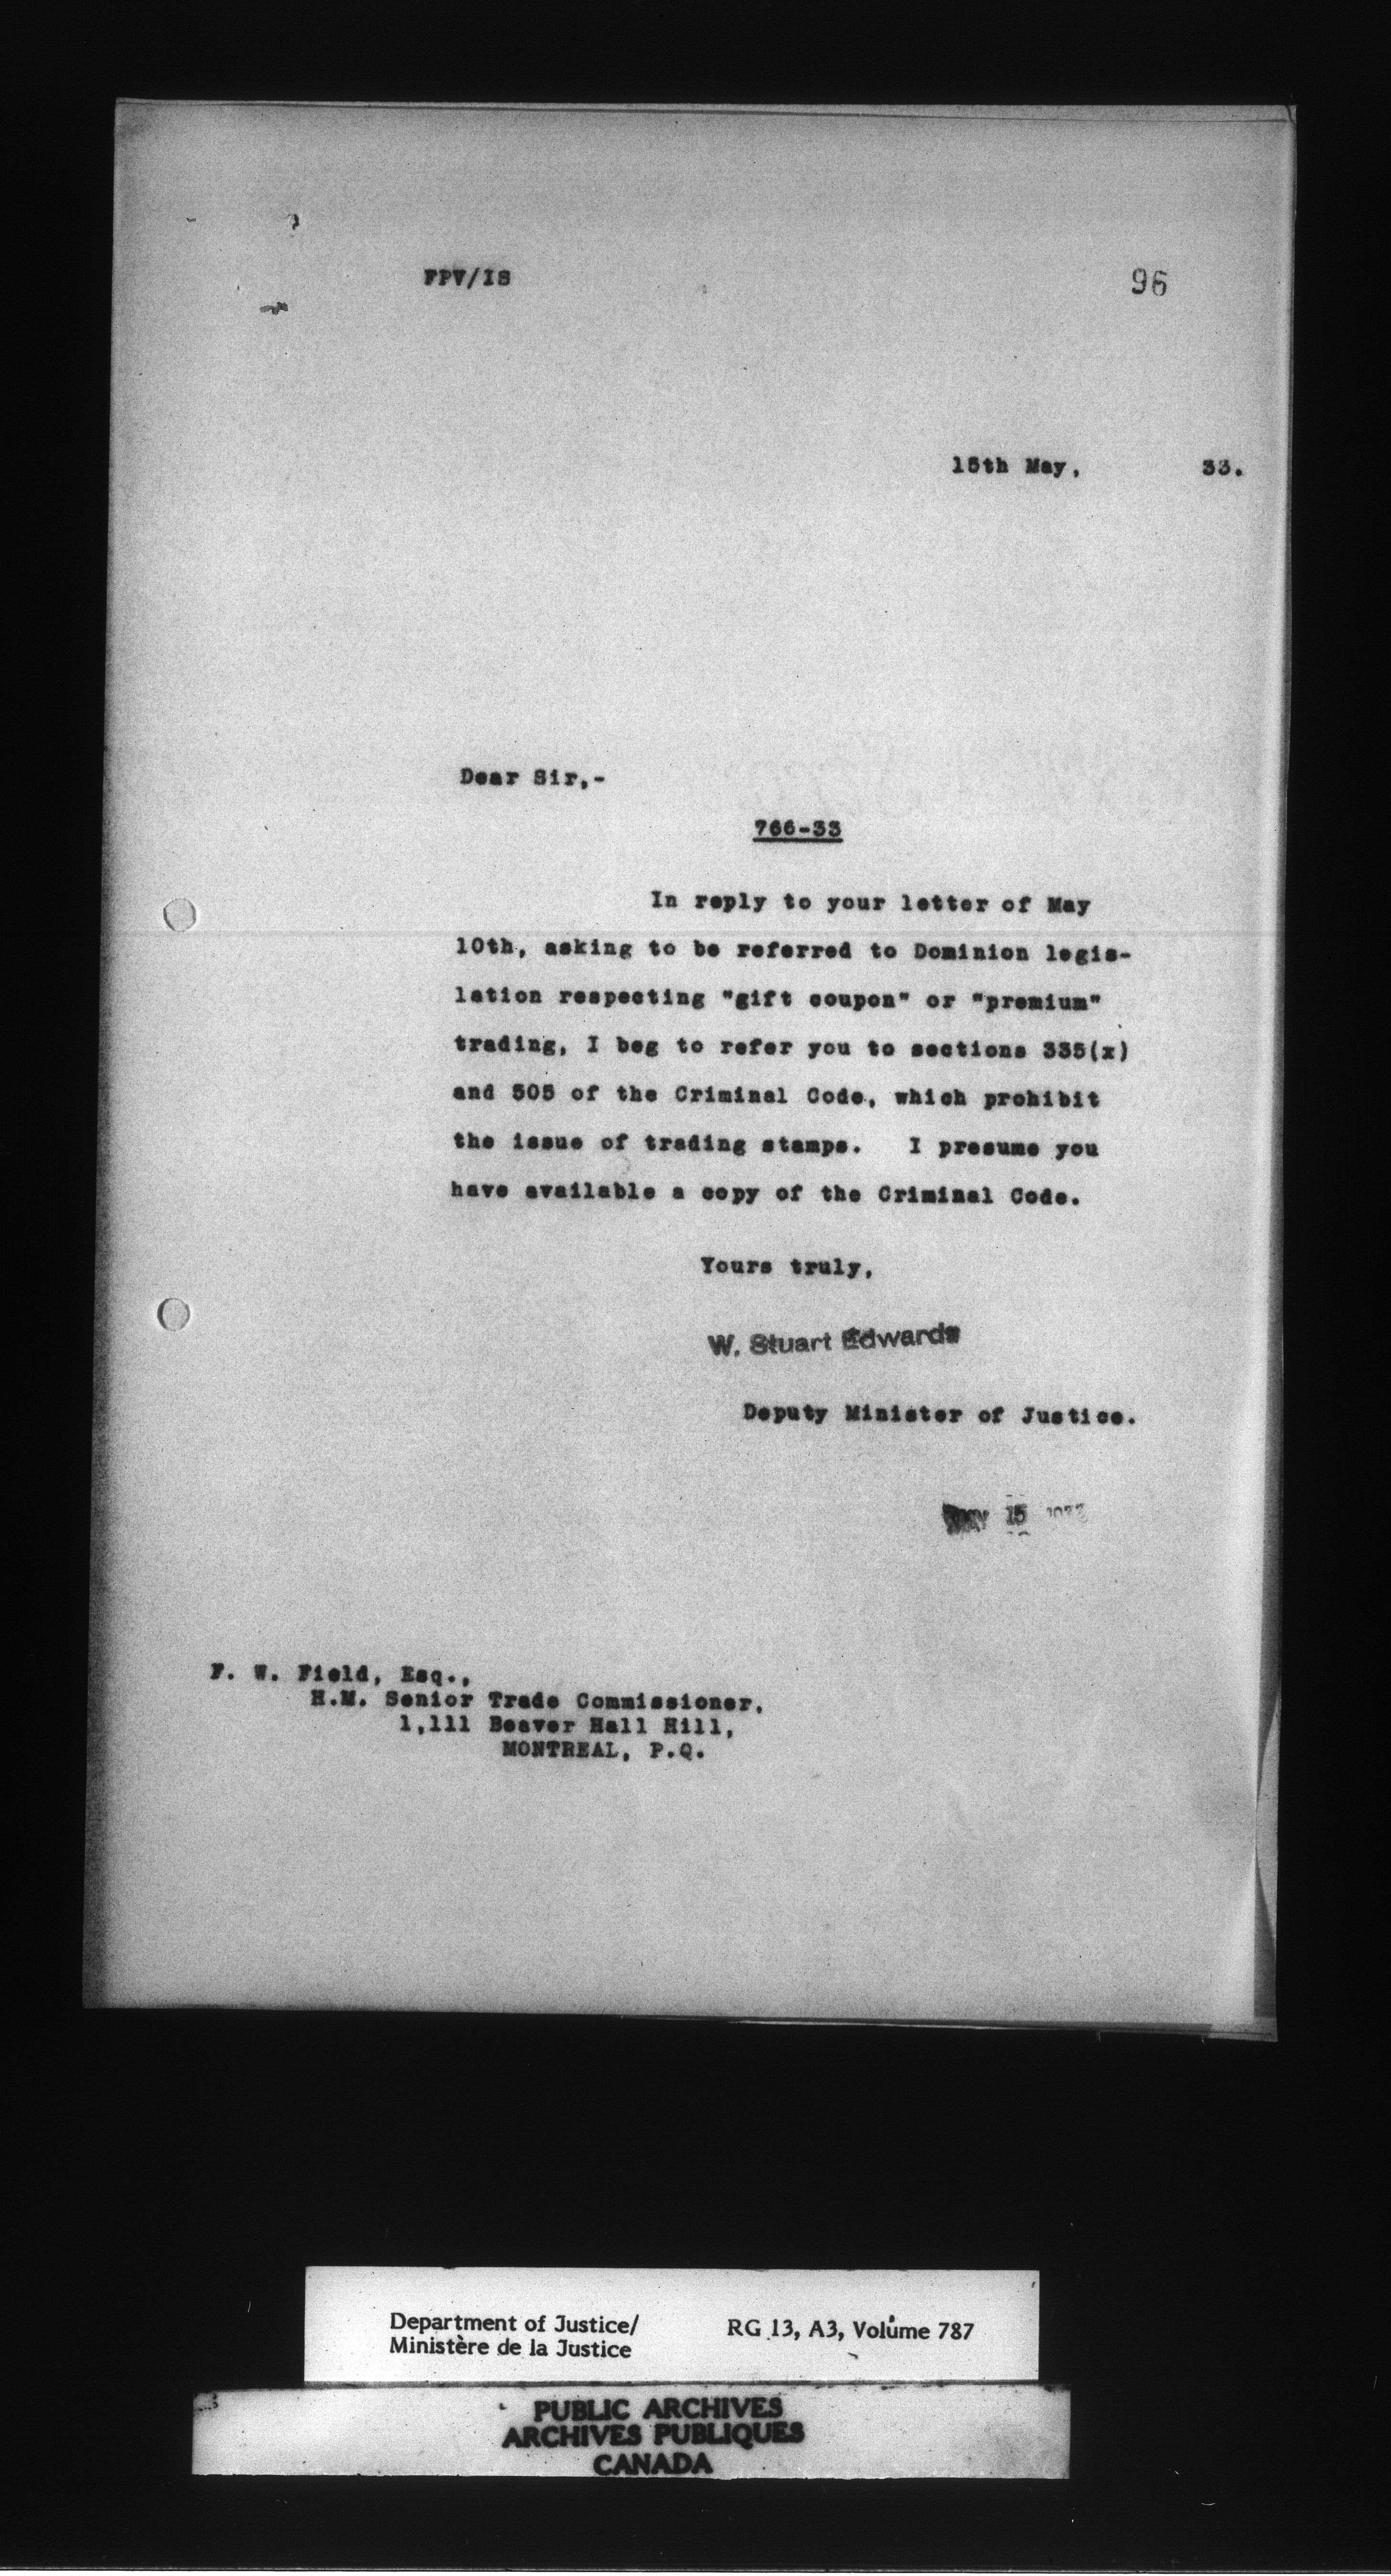 FPV/IS
96
15th May, 33.
Dear Sir,-
766-33
In reply to your letter of May
10th, asking to be referred to Dominion legis-
lation respecting "gift coupon" or "premium"
trading, I beg to refer you to sections 335(x)
and 505 of the Criminal Code, which prohibit
the issue of trading stamps. I presume you
have available a copy of the Criminal Code.
Yours truly,
W. Stuart Edwards
Deputy Minister of Justice.
MAY 15 1933
F. W. Field, Esq.,
H.M. Senior Trade Commissioner,
1,111 Beaver Hall Hill,
MONTREAL, P.Q.
Department of Justice/
Ministère de la Justice
RG 13, A3, Volume 787
PUBLIC ARCHIVES
ARCHIVES PUBLIQUES
CANADA